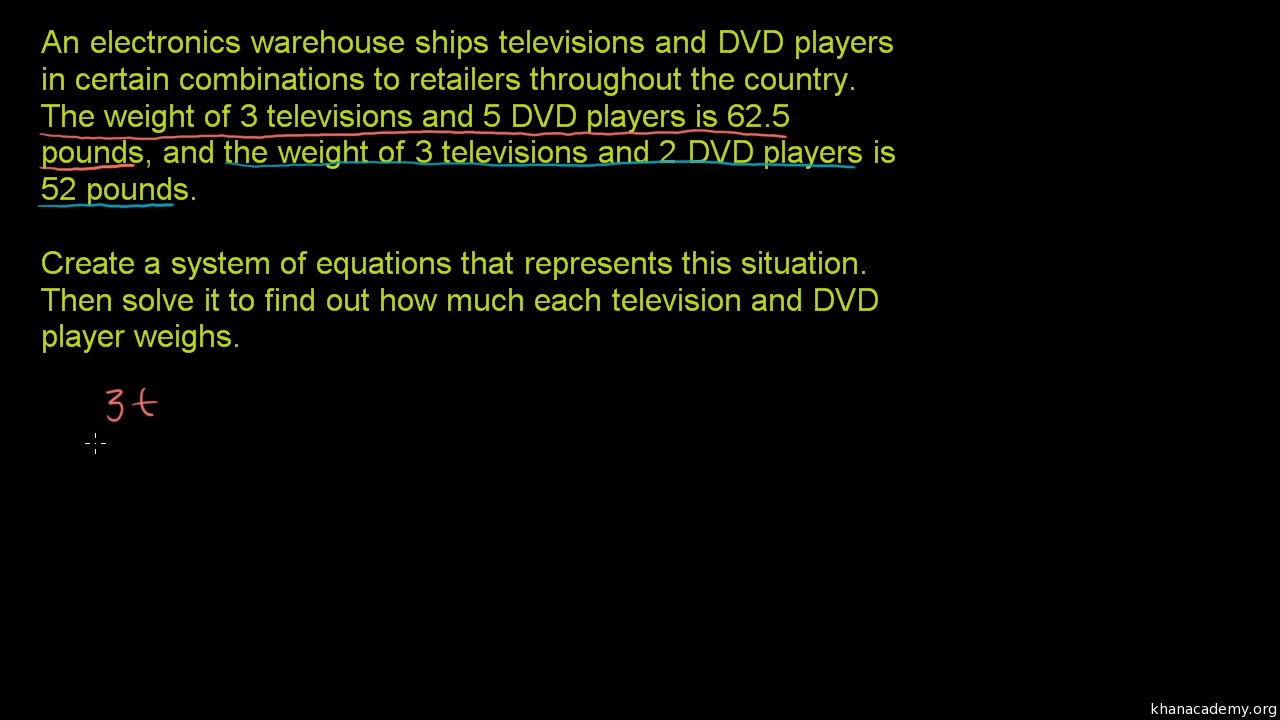 An electronics warehouse ships televisions and DVD players
in certain combinations to retailers throughout the country.
The weight of 3 televisions and 5 DVD players is 62.5
pounds, and the weight of 3 televisions and 2 DVD players is
52 pounds.
Create a system of equations that represents this situation.
Then solve it to find out how much each television and DVD
player weighs.
3t
khanacademy.org